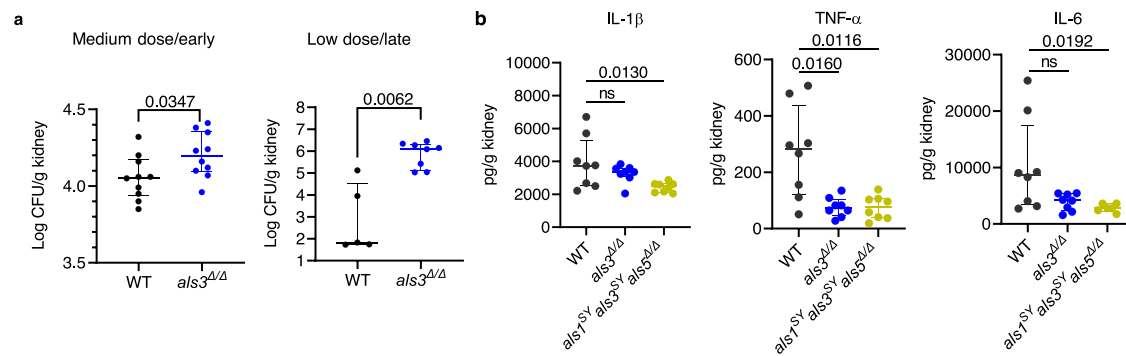 a
Medium dose/early
Low dose/late
Log CFU/g kidney
4.5
4.0
3.5
0.0347
WT
als3Δ/Δ
Log CFU/g kidney
8
7
6
5
4
3
2
1
0.0062
WT
als3Δ/Δ
b
IL-1β
pg/g kidney
10000
8000
6000
4000
2000
0
0.0130
ns
WT
als3Δ/Δ
als1SY als3SY als5Δ/Δ
TNF-α
pg/g kidney
600
400
200
0
0.0116
0.0160
WT
als3Δ/Δ
als1SY als3SY als5Δ/Δ
IL-6
pg/g kidney
30000
20000
10000
0
0.0192
ns
WT
als3Δ/Δ
als1SY als3SY als5Δ/Δ